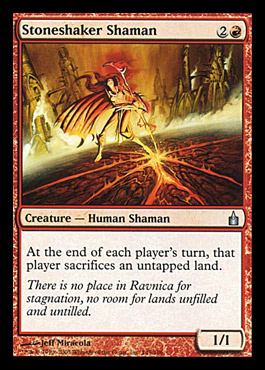 Stoneshaker Shaman 2
Creature — Human Shaman
At the end of each player's turn, that
player sacrifices an untapped land.
There is no place in Ravnica for
stagnation, no room for lands unfilled
and untilled.
Jeff Miracola
1/1